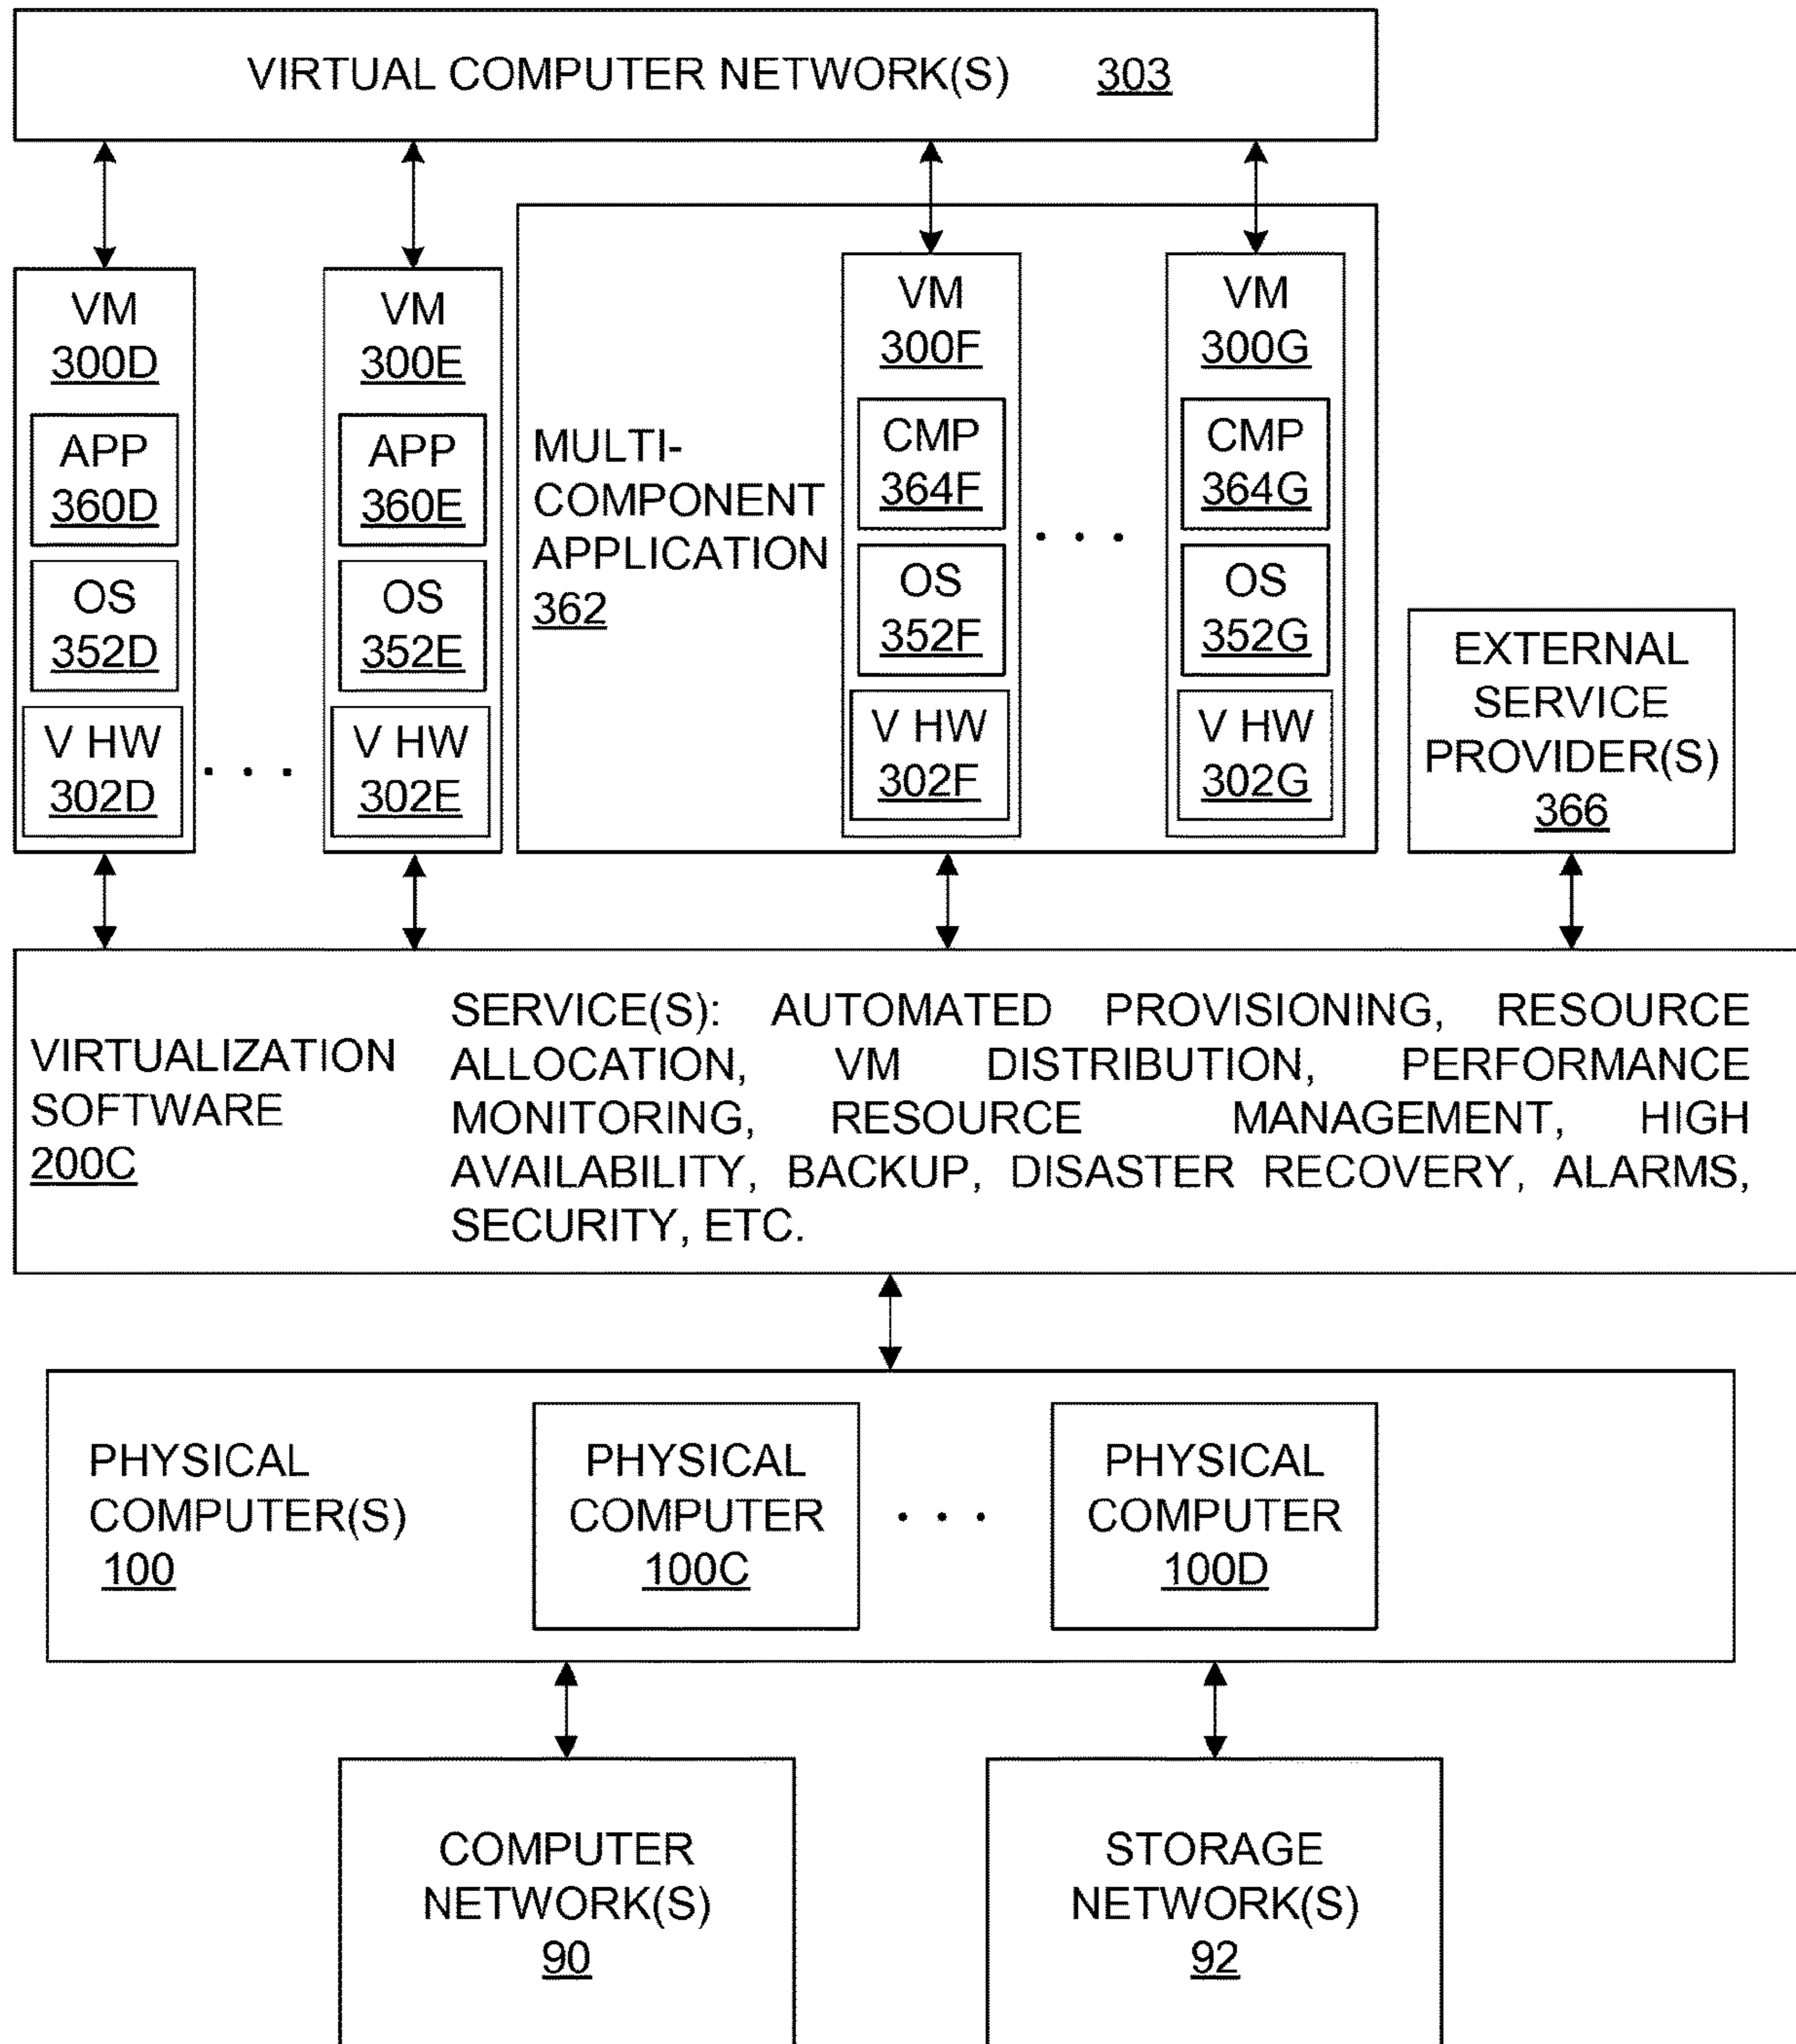 VIRTUAL COMPUTER NETWORK(S) 303
VM
300D
APP
360D
OS
352D
V HW
302D
. . .
VM
300E
APP
360E
OS
352E
V HW
302E
MULTI-
COMPONENT
APPLICATION
362
VM
300F
CMP
364F
OS
352F
V HW
302F
. . .
VM
300G
CMP
364G
OS
352G
V HW
302G
EXTERNAL
SERVICE
PROVIDER(S)
366
VIRTUALIZATION
SOFTWARE
200C
SERVICE(S): AUTOMATED PROVISIONING, RESOURCE
ALLOCATION, VM DISTRIBUTION, PERFORMANCE
MONITORING, RESOURCE MANAGEMENT, HIGH
AVAILABILITY, BACKUP, DISASTER RECOVERY, ALARMS,
SECURITY, ETC.
PHYSICAL
COMPUTER(S)
100
PHYSICAL
COMPUTER
100C
. . .
PHYSICAL
COMPUTER
100D
COMPUTER
NETWORK(S)
90
STORAGE
NETWORK(S)
92